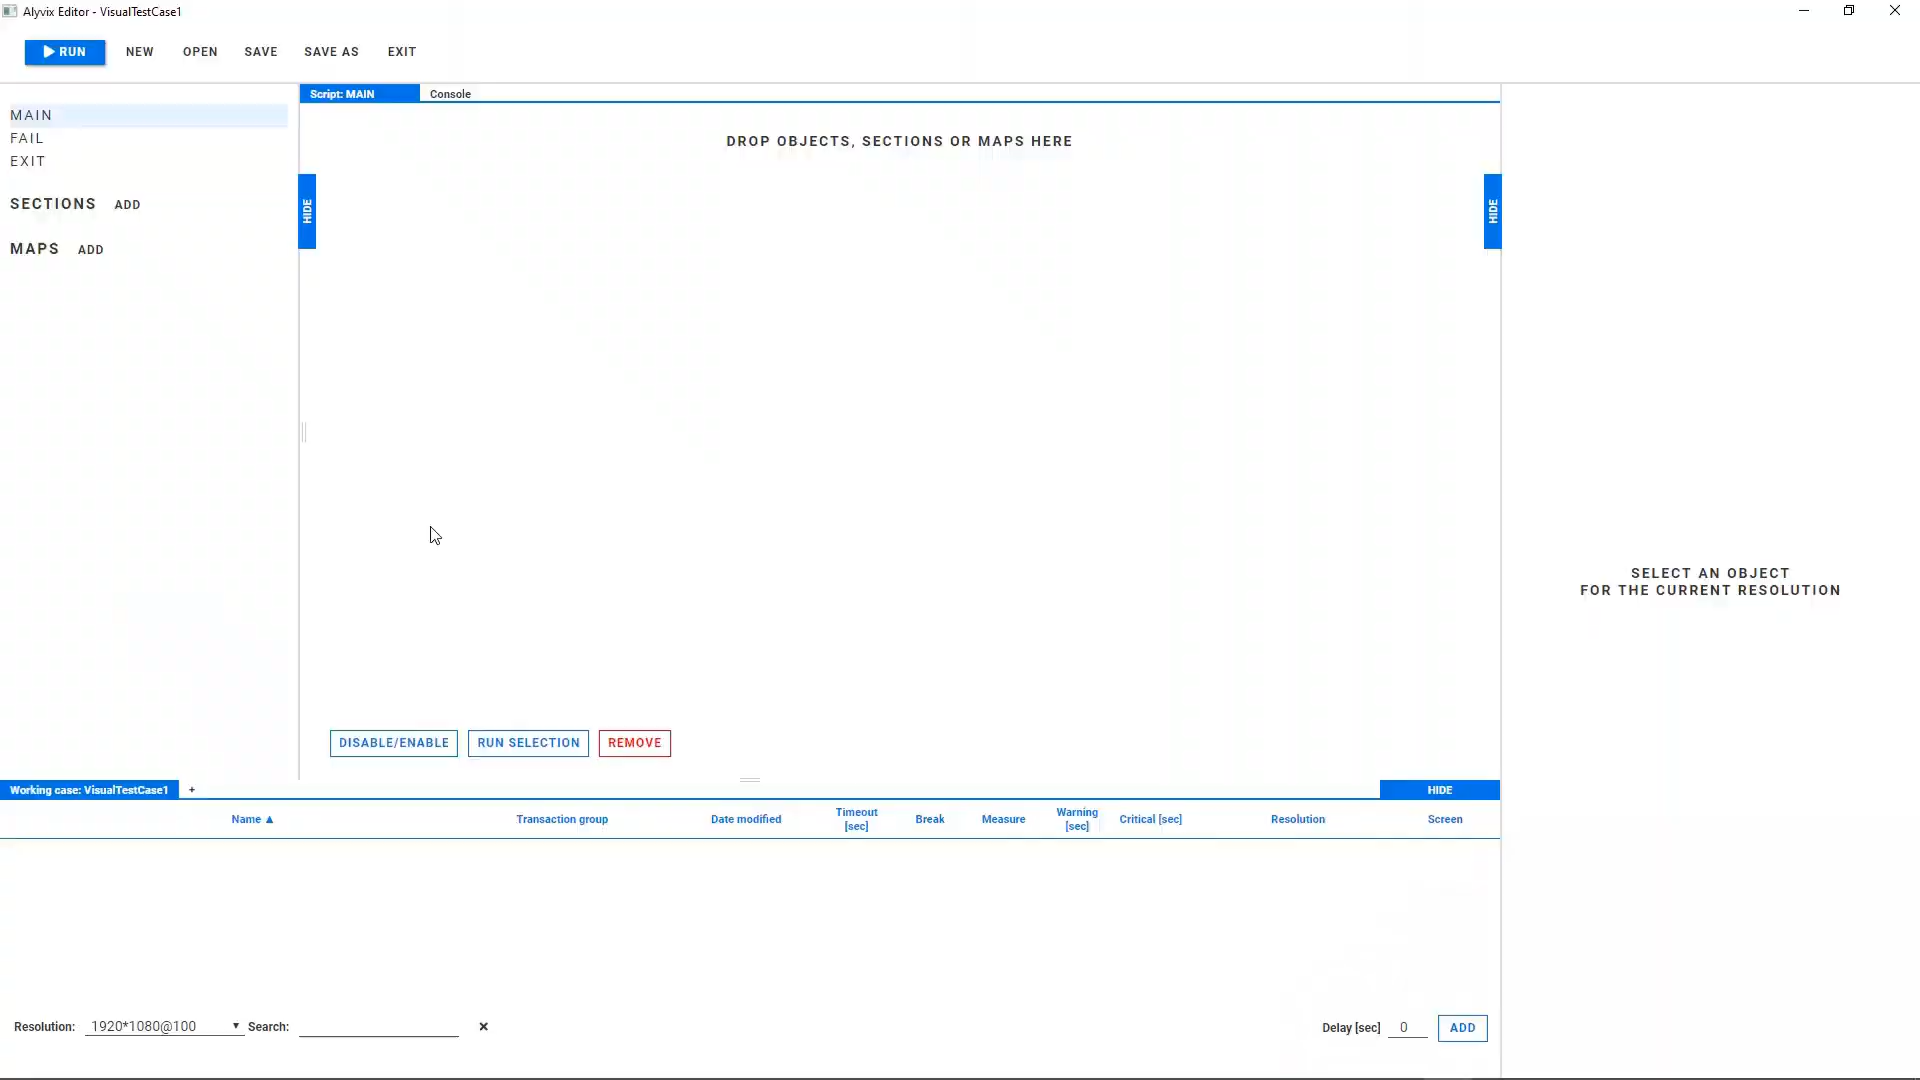 Alyvix Editor - VisualTestCase1
RUN NEW OPEN SAVE SAVE AS EXIT
MAIN
FAIL
EXIT
SECTIONS ADD
MAPS ADD
Script: MAIN Console
DROP OBJECTS, SECTIONS OR MAPS HERE
HIDE
HIDE
SELECT AN OBJECT
FOR THE CURRENT RESOLUTION
DISABLE/ENABLE RUN SELECTION REMOVE
Working case: VisualTestCase1 + HIDE
Name ▲ Transaction group Date modified Timeout [sec] Break Measure Warning [sec] Critical [sec] Resolution Screen
Resolution: 1920*1080@100 ▼ Search: × Delay [sec] 0 ADD